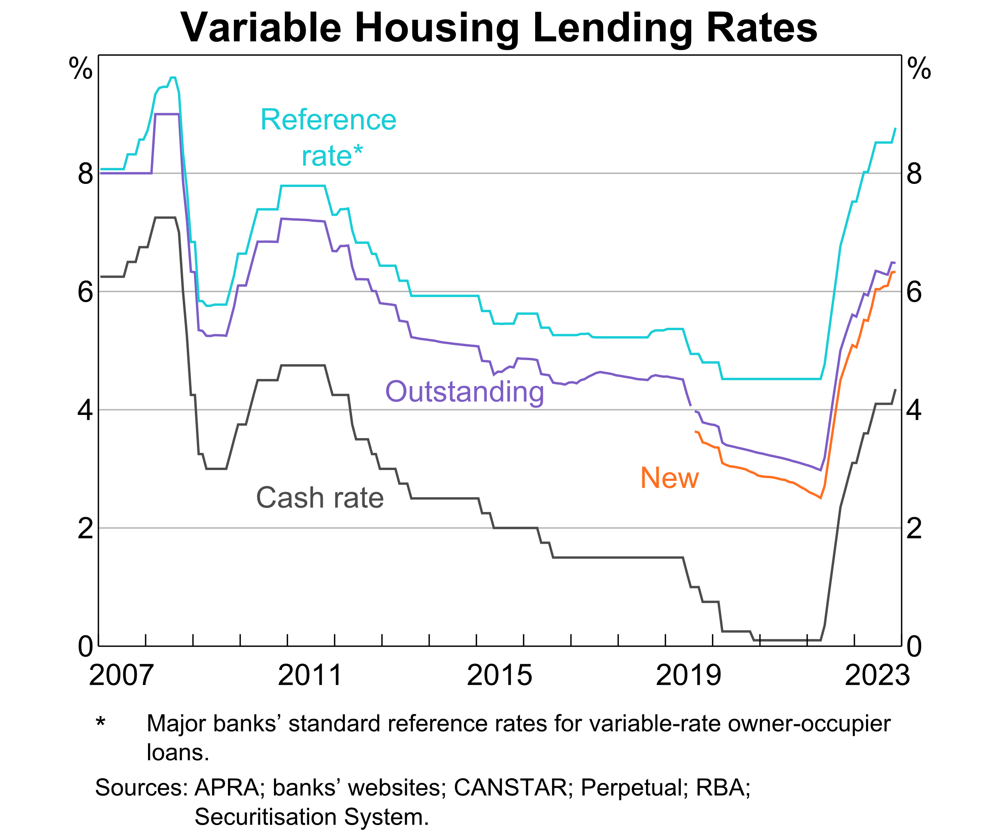 Variable Housing Lending Rates
% %
Reference
rate*
8 8
6 6
Outstanding
4 4
New
Cash rate
2 2
0 0
2007 2011 2015 2019 2023
* Major banks’ standard reference rates for variable-rate owner-occupier
loans.
Sources: APRA; banks’ websites; CANSTAR; Perpetual; RBA;
Securitisation System.